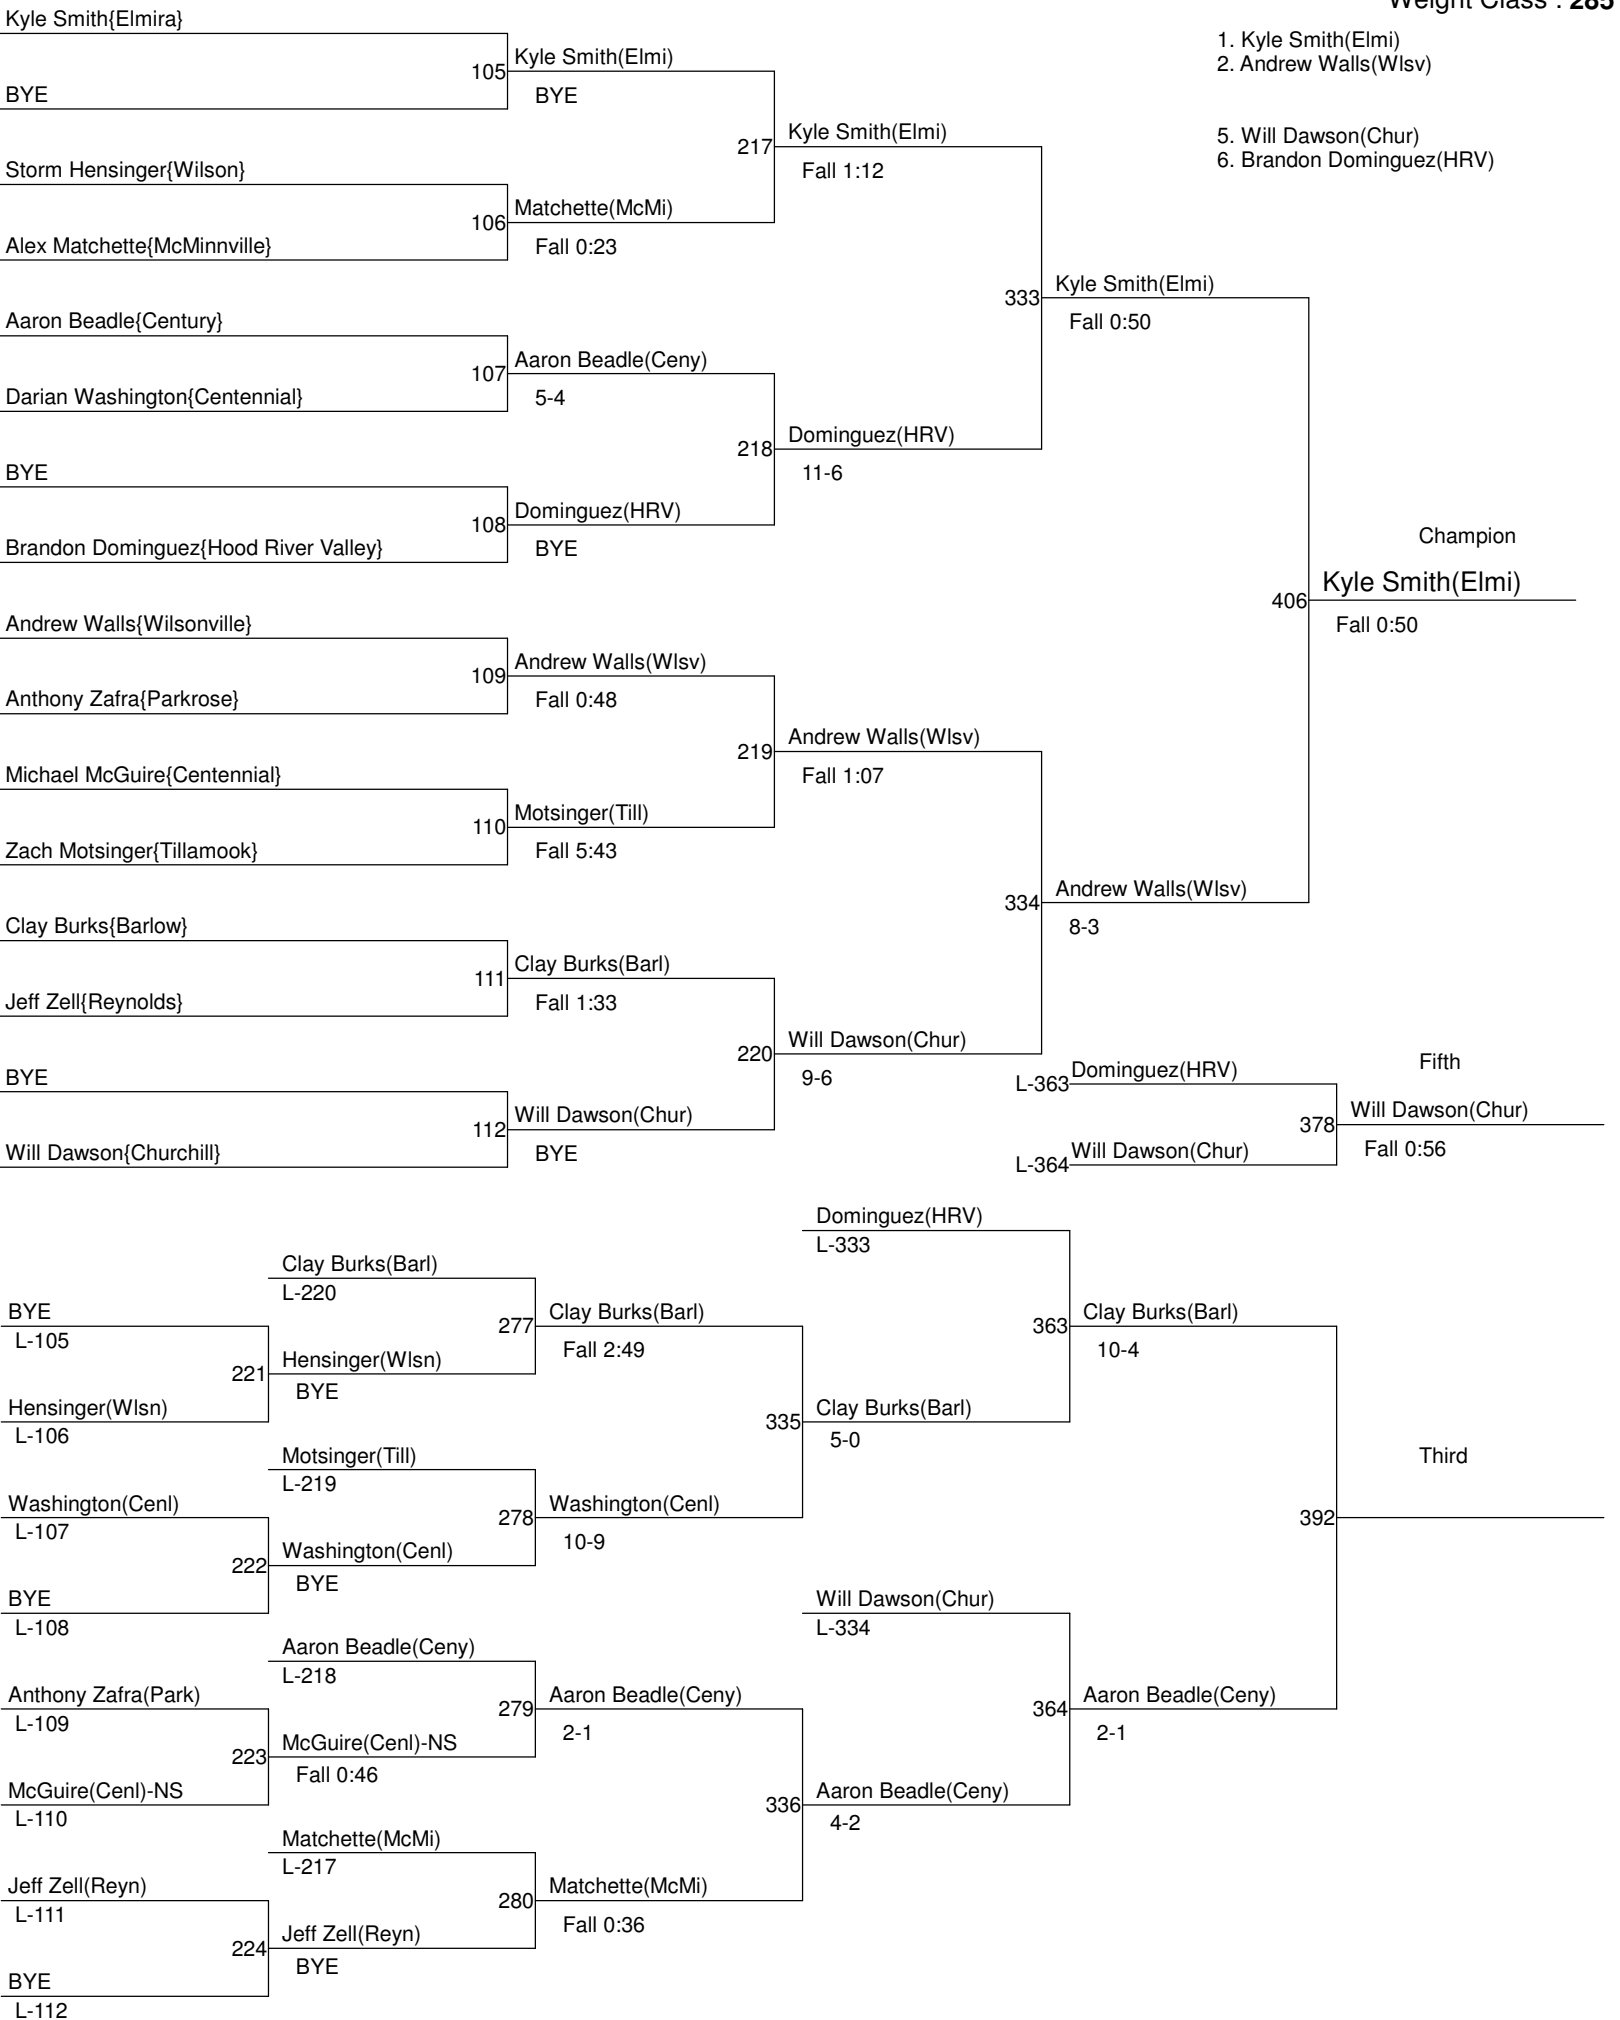 Weight Class : 285
1. Kyle Smith(Elmi)
2. Andrew Walls(Wlsv)
5. Will Dawson(Chur)
6. Brandon Dominguez(HRV)
Kyle Smith{Elmira}
105
Kyle Smith(Elmi)
BYE
BYE
217
Kyle Smith(Elmi)
Fall 1:12
Storm Hensinger{Wilson}
106
Matchette(McMi)
Fall 0:23
Alex Matchette{McMinnville}
333
Kyle Smith(Elmi)
Fall 0:50
Aaron Beadle{Century}
107
Aaron Beadle(Ceny)
5-4
Darian Washington{Centennial}
218
Dominguez(HRV)
11-6
BYE
108
Dominguez(HRV)
BYE
Brandon Dominguez{Hood River Valley}
Champion
406
Kyle Smith(Elmi)
Fall 0:50
Andrew Walls{Wilsonville}
109
Andrew Walls(Wlsv)
Fall 0:48
Anthony Zafra{Parkrose}
219
Andrew Walls(Wlsv)
Fall 1:07
Michael McGuire{Centennial}
110
Motsinger(Till)
Fall 5:43
Zach Motsinger{Tillamook}
334
Andrew Walls(Wlsv)
8-3
Clay Burks{Barlow}
111
Clay Burks(Barl)
Fall 1:33
Jeff Zell{Reynolds}
220
Will Dawson(Chur)
9-6
BYE
112
Will Dawson(Chur)
BYE
Will Dawson{Churchill}
Fifth
L-363
Dominguez(HRV)
378
Will Dawson(Chur)
Fall 0:56
L-364
Will Dawson(Chur)
Dominguez(HRV)
L-333
Clay Burks(Barl)
L-220
BYE
L-105
277
Clay Burks(Barl)
Fall 2:49
363
Clay Burks(Barl)
10-4
221
Hensinger(Wlsn)
BYE
Hensinger(Wlsn)
L-106
335
Clay Burks(Barl)
5-0
Motsinger(Till)
L-219
Third
Washington(Cenl)
L-107
278
Washington(Cenl)
10-9
392
222
Washington(Cenl)
BYE
BYE
L-108
Will Dawson(Chur)
L-334
Aaron Beadle(Ceny)
L-218
Anthony Zafra(Park)
L-109
279
Aaron Beadle(Ceny)
2-1
364
Aaron Beadle(Ceny)
2-1
223
McGuire(Cenl)-NS
Fall 0:46
McGuire(Cenl)-NS
L-110
336
Aaron Beadle(Ceny)
4-2
Matchette(McMi)
L-217
Jeff Zell(Reyn)
L-111
280
Matchette(McMi)
Fall 0:36
224
Jeff Zell(Reyn)
BYE
BYE
L-112